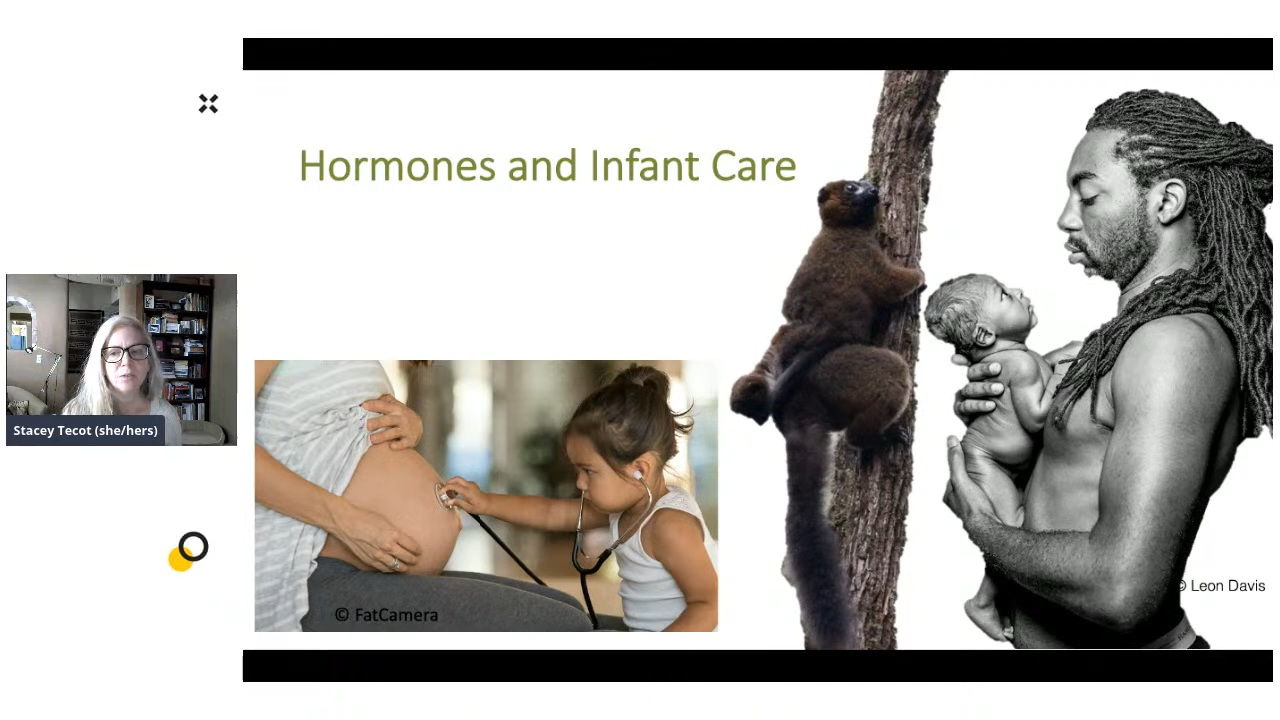 Hormones and Infant Care
Stacey Tecot (she/hers)
© FatCamera
© Leon Davis